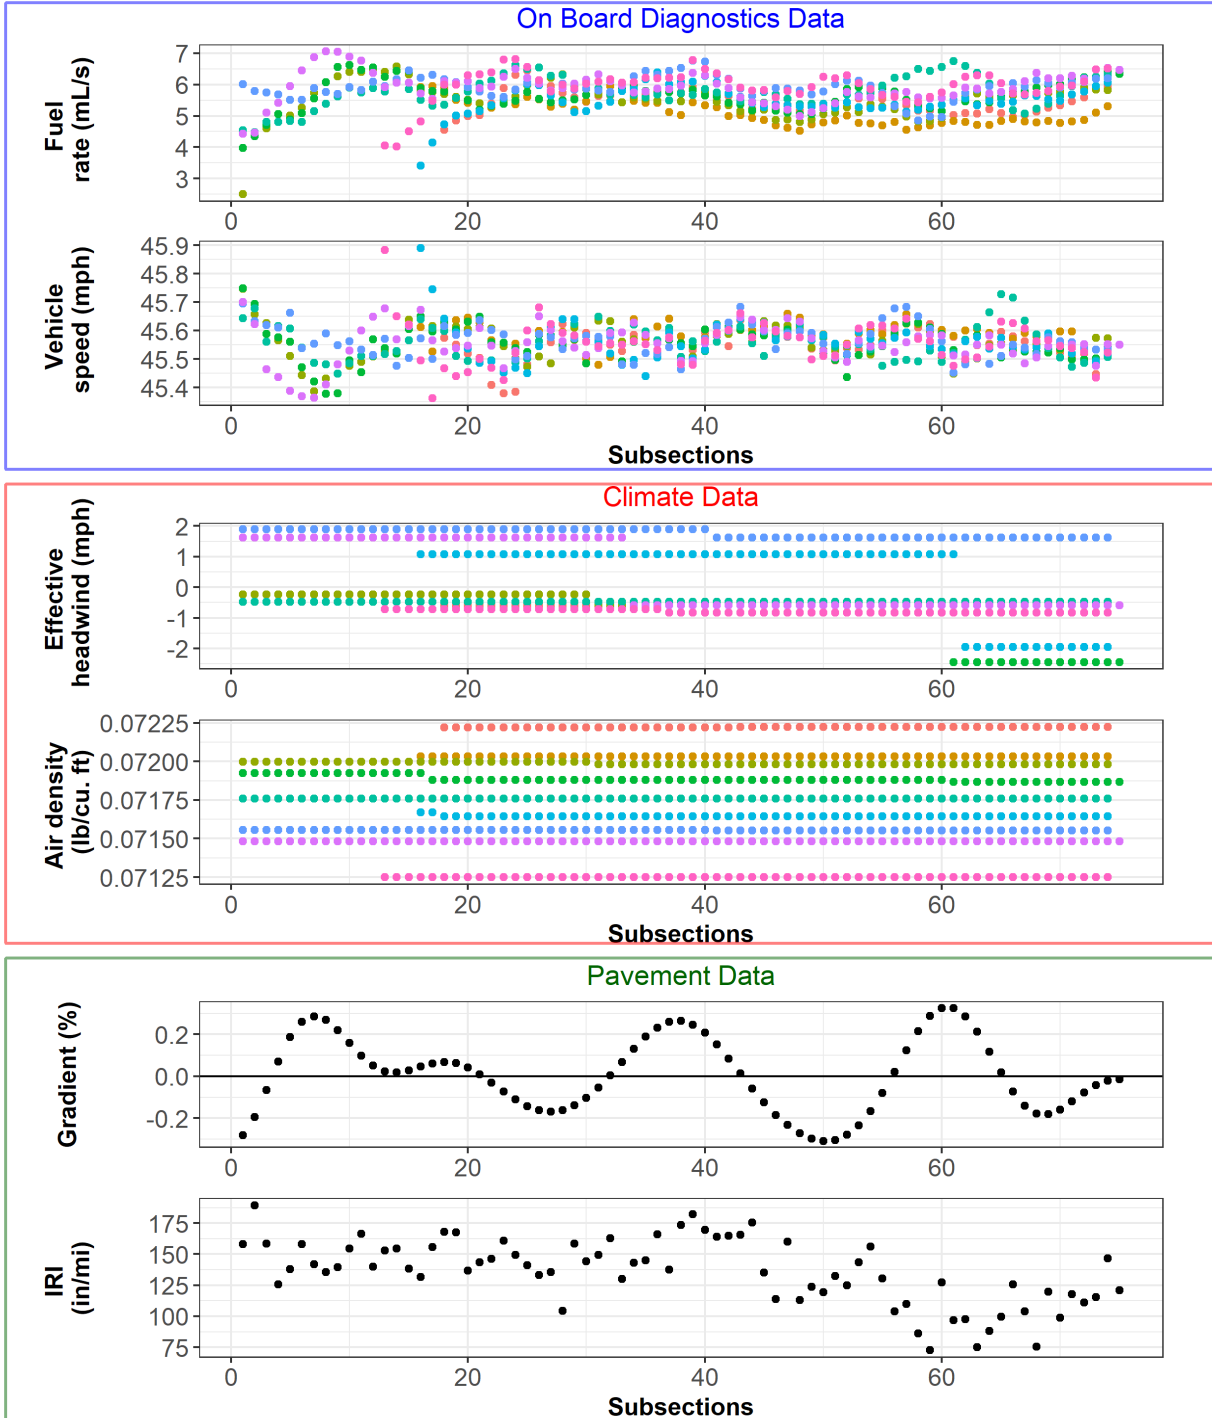 On Board Diagnostics Data
Fuel
rate (mL/s)
7
6
5
4
3
0 20 40 60
Vehicle
speed (mph)
45.9
45.8
45.7
45.6
45.5
45.4
0 20 40 60
Subsections
Climate Data
Effective
headwind (mph)
2
1
0
-1
-2
0 20 40 60
Air density
(lb/cu. ft)
0.07225
0.07200
0.07175
0.07150
0.07125
0 20 40 60
Subsections
Pavement Data
Gradient (%)
0.2
0.0
-0.2
0 20 40 60
IRI
(in/mi)
175
150
125
100
75
0 20 40 60
Subsections